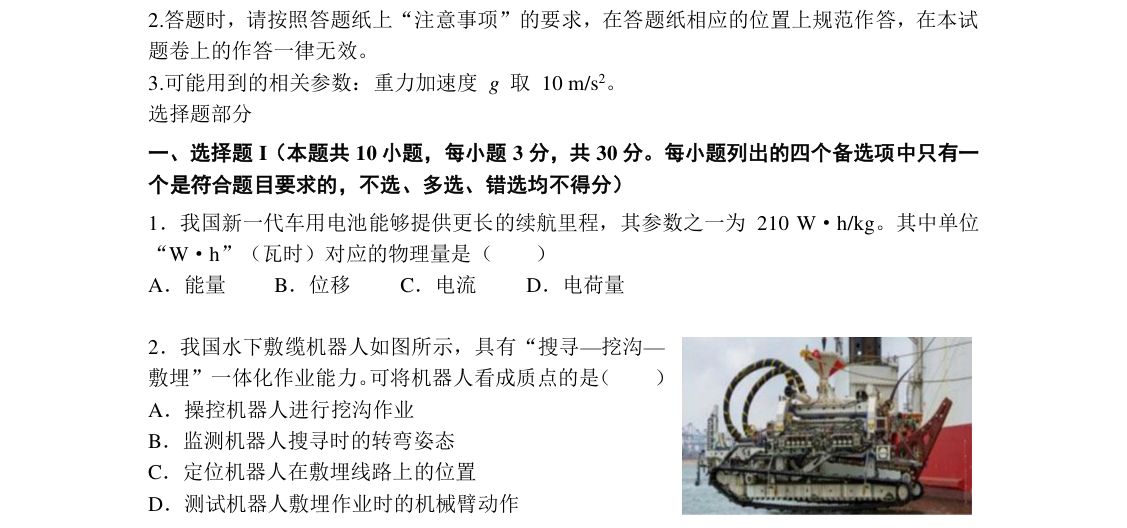 2.答题时，请按照答题纸上“注意事项”的要求，在答题纸相应的位置上规范作答，在本试
题卷上的作答一律无效。
3.可能用到的相关参数：重力加速度 g 取 10 m/s²。
选择题部分
一、选择题 I（本题共 10 小题，每小题 3 分，共 30 分。每小题列出的四个备选项中只有一
个是符合题目要求的，不选、多选、错选均不得分）
1．我国新一代车用电池能够提供更长的续航里程，其参数之一为 210 W·h/kg。其中单位
“W·h”（瓦时）对应的物理量是（　　）
A．能量　　B．位移　　C．电流　　D．电荷量
2．我国水下敷缆机器人如图所示，具有“搜寻—挖沟—
敷埋”一体化作业能力。可将机器人看成质点的是（　　）
A．操控机器人进行挖沟作业
B．监测机器人搜寻时的转弯姿态
C．定位机器人在敷埋线路上的位置
D．测试机器人敷埋作业时的机械臂动作